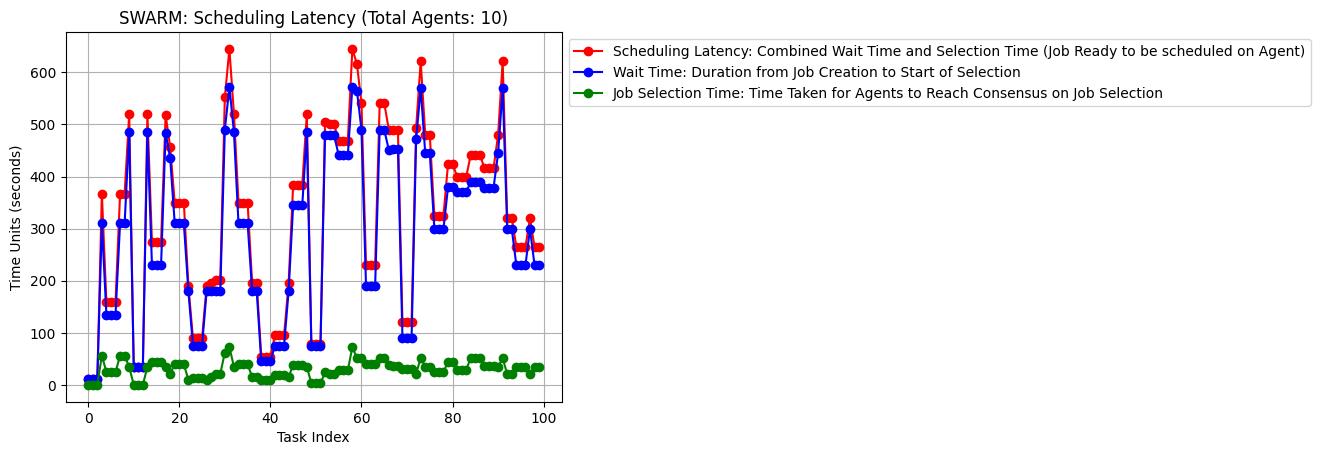 SWARM: Scheduling Latency (Total Agents: 10)
Scheduling Latency: Combined Wait Time and Selection Time (Job Ready to be scheduled on Agent)
Wait Time: Duration from Job Creation to Start of Selection
Job Selection Time: Time Taken for Agents to Reach Consensus on Job Selection
Time Units (seconds)
600
500
400
300
200
100
0
0 20 40 60 80 100
Task Index